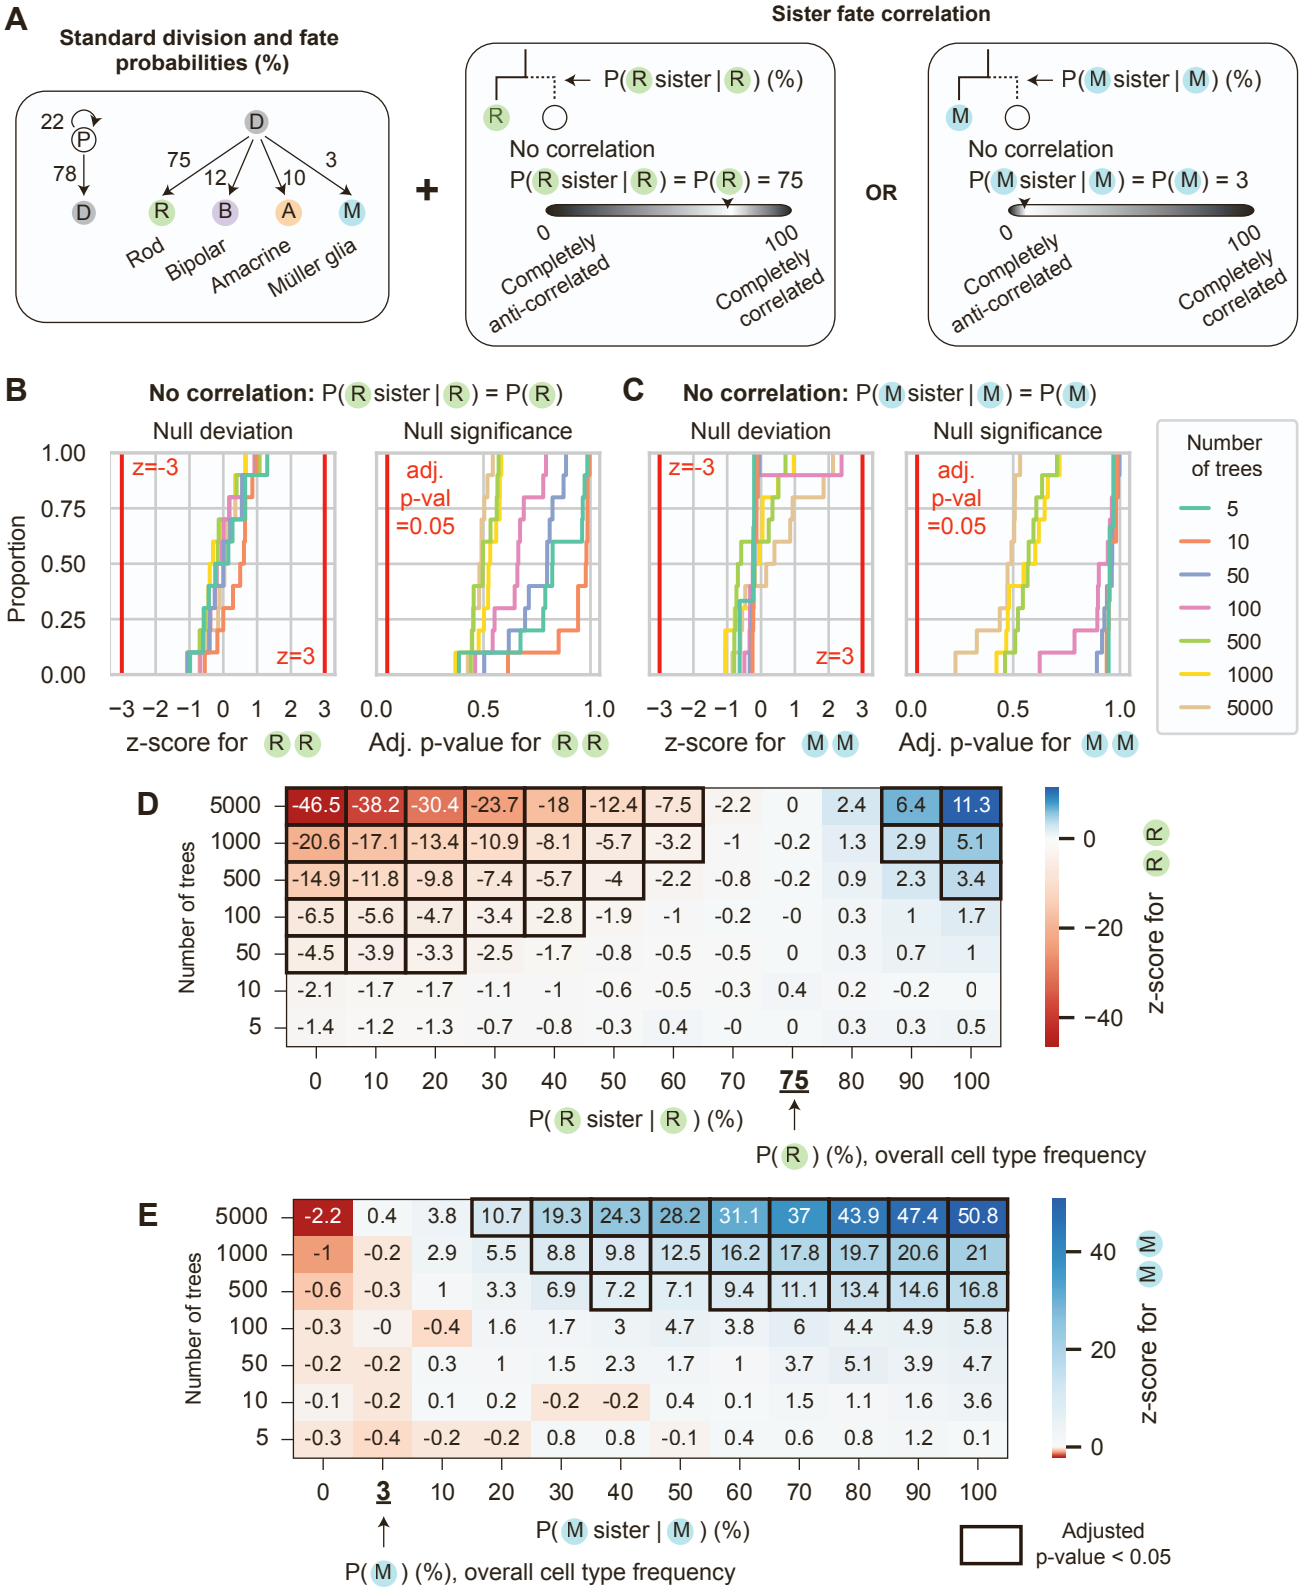 A
Standard division and fate
probabilities (%)
Sister fate correlation
22
P
78
D
D
75
12
10
3
R
B
A
M
Rod
Bipolar
Amacrine
Müller glia
+
R
P( R sister | R ) (%)
No correlation
P( R sister | R ) = P( R ) = 75
0
100
Completely
anti-correlated
Completely
correlated
OR
M
P( M sister | M ) (%)
No correlation
P( M sister | M ) = P( M ) = 3
0
100
Completely
anti-correlated
Completely
correlated
B
No correlation: P( R sister | R ) = P( R )
Null deviation
Null significance
Proportion
1.00
0.75
0.50
0.25
0.00
z=-3
z=3
−3 −2 −1 0 1 2 3
z-score for R R
adj.
p-val
=0.05
0.0 0.5 1.0
Adj. p-value for R R
C
No correlation: P( M sister | M ) = P( M )
Null deviation
Null significance
z=-3
z=3
−3 −2 −1 0 1 2 3
z-score for M M
adj.
p-val
=0.05
0.0 0.5 1.0
Adj. p-value for M M
Number
of trees
5
10
50
100
500
1000
5000
D
Number of trees
5000 -46.5 -38.2 -30.4 -23.7 -18 -12.4 -7.5 -2.2 0 2.4 6.4 11.3
1000 -20.6 -17.1 -13.4 -10.9 -8.1 -5.7 -3.2 -1 -0.2 1.3 2.9 5.1
500 -14.9 -11.8 -9.8 -7.4 -5.7 -4 -2.2 -0.8 -0.2 0.9 2.3 3.4
100 -6.5 -5.6 -4.7 -3.4 -2.8 -1.9 -1 -0.2 -0 0.3 1 1.7
50 -4.5 -3.9 -3.3 -2.5 -1.7 -0.8 -0.5 -0.5 0 0.3 0.7 1
10 -2.1 -1.7 -1.7 -1.1 -1 -0.6 -0.5 -0.3 0.4 0.2 -0.2 0
5 -1.4 -1.2 -1.3 -0.7 -0.8 -0.3 0.4 -0 0 0.3 0.3 0.5
0 10 20 30 40 50 60 70 75 80 90 100
P( R sister | R ) (%)
P( R ) (%), overall cell type frequency
0
−20
−40
z-score for R R
E
Number of trees
5000 -2.2 0.4 3.8 10.7 19.3 24.3 28.2 31.1 37 43.9 47.4 50.8
1000 -1 -0.2 2.9 5.5 8.8 9.8 12.5 16.2 17.8 19.7 20.6 21
500 -0.6 -0.3 1 3.3 6.9 7.2 7.1 9.4 11.1 13.4 14.6 16.8
100 -0.3 -0 -0.4 1.6 1.7 3 4.7 3.8 6 4.4 4.9 5.8
50 -0.2 -0.2 0.3 1 1.5 2.3 1.7 1 3.7 5.1 3.9 4.7
10 -0.1 -0.2 0.1 0.2 -0.2 -0.2 0.4 0.1 1.5 1.1 1.6 3.6
5 -0.3 -0.4 -0.2 -0.2 0.8 0.8 -0.1 0.4 0.6 0.8 1.2 0.1
0 3 10 20 30 40 50 60 70 80 90 100
P( M sister | M ) (%)
P( M ) (%), overall cell type frequency
40
20
0
z-score for M M
Adjusted
p-value < 0.05